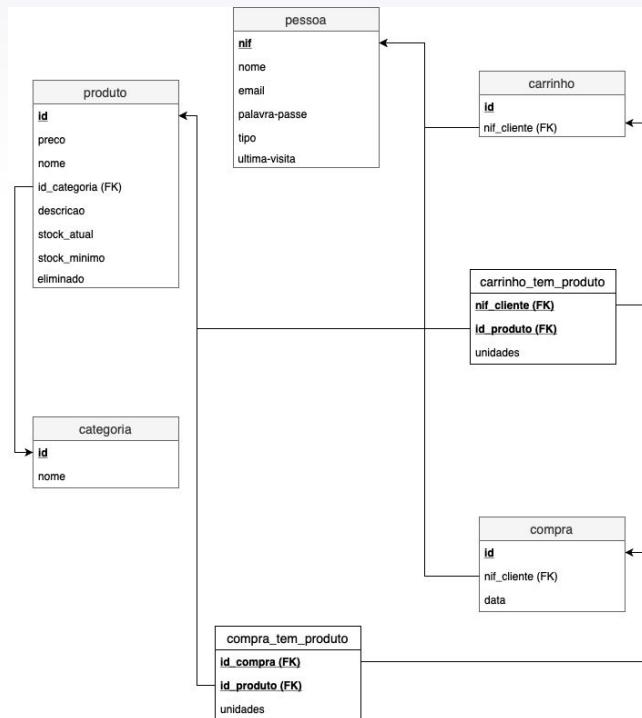 pessoa
nif
nome
email
palavra-passe
tipo
ultima-visita
produto
id
preco
nome
id_categoria (FK)
descricao
stock_atual
stock_minimo
eliminado
carrinho
id
nif_cliente (FK)
carrinho_tem_produto
nif_cliente (FK)
id_produto (FK)
unidades
categoria
id
nome
compra
id
nif_cliente (FK)
data
compra_tem_produto
id_compra (FK)
id_produto (FK)
unidades